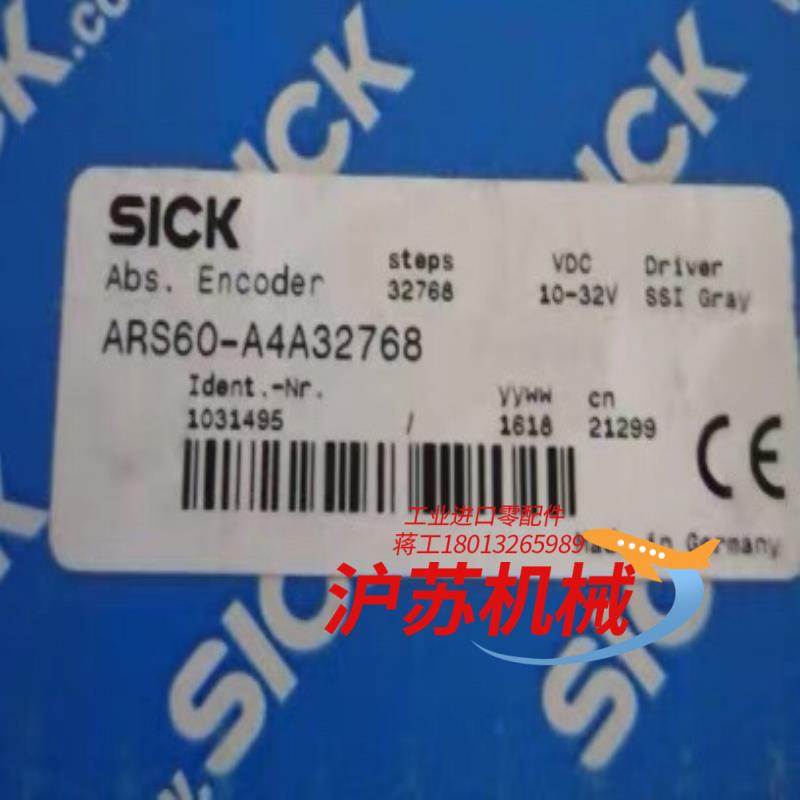 SICK
Abs. Encoder
steps
32768
VDC
10-32V
Driver
SSI Gray
ARS60-A4A32768
Ident.-Nr.
1031495
/
yyww
1618
cn
21299
CE
工业进口零配件
蒋工18013265989
Made in Germany
沪苏机械
SICK
SICK
SICK
SICK
.co